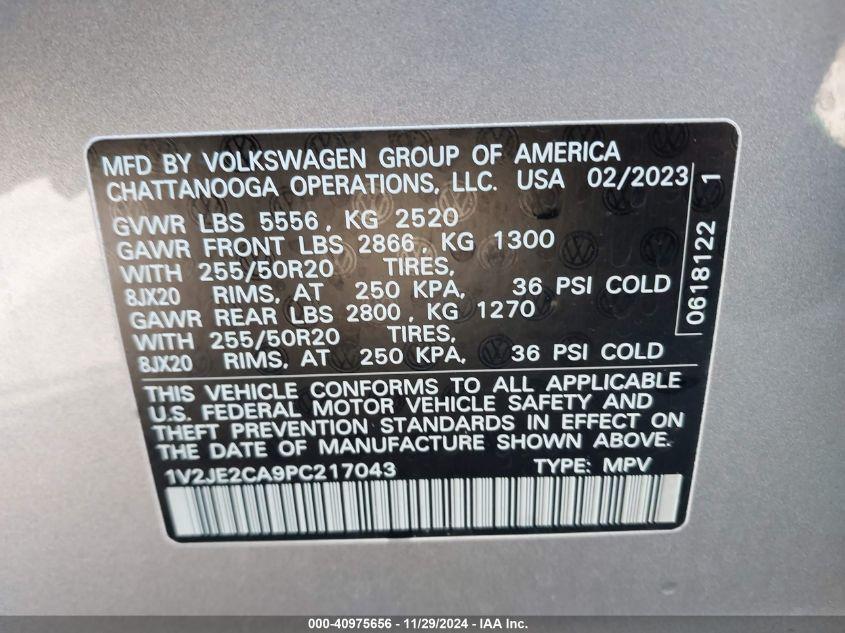 MFD BY VOLKSWAGEN GROUP OF AMERICA
CHATTANOOGA OPERATIONS, LLC. USA 02/2023
GVWR LBS 5556, KG 2520
GAWR FRONT LBS 2866, KG 1300
WITH 255/50R20 TIRES,
8JX20 RIMS, AT 250 KPA, 36 PSI COLD
GAWR REAR LBS 2800, KG 1270
WITH 255/50R20 TIRES,
8JX20 RIMS, AT 250 KPA, 36 PSI COLD
0618122 1
THIS VEHICLE CONFORMS TO ALL APPLICABLE
U.S. FEDERAL MOTOR VEHICLE SAFETY AND
THEFT PREVENTION STANDARDS IN EFFECT ON
THE DATE OF MANUFACTURE SHOWN ABOVE.
1V2JE2CA9PC217043 TYPE: MPV
000-40975656 - 11/29/2024 - IAA Inc.